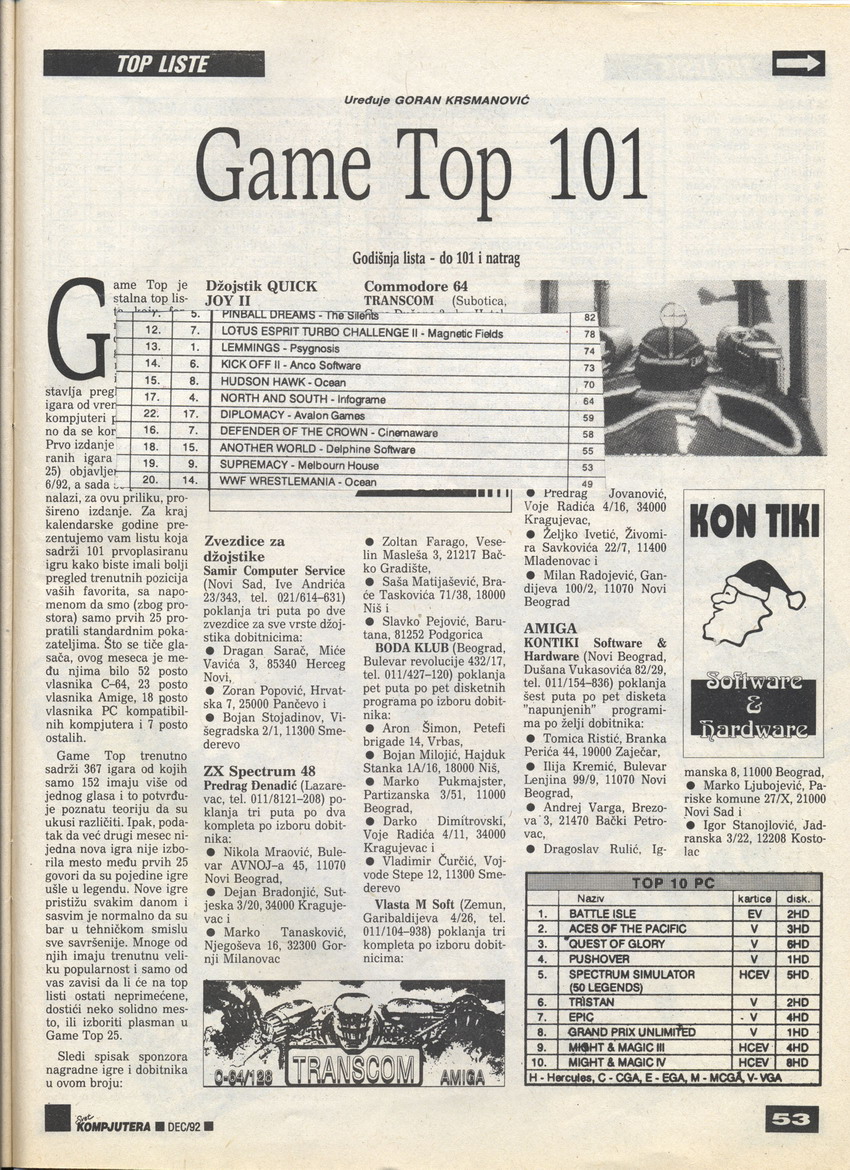 TOP LISTE
Uređuje GORAN KRSMANOVIĆ
Game Top 101
Godišnja lista - do 101 i natrag
Game Top je
stalna top lis-
stavlja pregl
igara od vrer
kompjuteri
no da se kor
Prvo izdanje
ranih igara
25) objavljer
6/92, a sada
nalazi, za ovu priliku, pro-
šireno izdanje. Za kraj
kalendarske godine pre-
zentujemo vam listu koja
sadrži 101 prvoplasiranu
igru kako biste imali bolji
pregled trenutnih pozicija
vaših favorita, sa napo-
menom da smo (zbog pro-
stora) samo prvih 25 pro-
pratili standardnim poka-
zateljima. Što se tiče gla-
sača, ovog meseca je me-
đu njima bilo 52 posto
vlasnika C-64, 23 posto
vlasnika Amige, 18 posto
vlasnika PC kompatibil-
nih kompjutera i 7 posto
ostalih.
Game Top trenutno
sadrži 367 igara od kojih
samo 152 imaju više od
jednog glasa i to potvrđu-
je poznatu teoriju da su
ukusi različiti. Ipak, poda-
tak da već drugi mesec ni-
jedna nova igra nije izbo-
rila mesto među prvih 25
govori da su pojedine igre
ušle u legendu. Nove igre
pristižu svakim danom i
sasvim je normalno da su
bar u tehničkom smislu
sve savršenije. Mnoge od
njih imaju trenutnu veli-
ku popularnost i samo od
vas zavisi da li će na top
listi ostati neprimećene,
dostići neko solidno mes-
to, ili izboriti plasman u
Game Top 25.
Sledi spisak sponzora
nagradne igre i dobitnika
u ovom broju:
Džojstik QUICK
JOY II
Commodore 64
TRANSCOM (Subotica,
5. PINBALL DREAMS - The Silents 82
12. 7. LOTUS ESPRIT TURBO CHALLENGE II - Magnetic Fields 78
13. 1. LEMMINGS - Psygnosis 74
14. 6. KICK OFF II - Anco Software 73
15. 8. HUDSON HAWK - Ocean 70
17. 4. NORTH AND SOUTH - Infograme 64
22. 17. DIPLOMACY - Avalon Games 59
16. 7. DEFENDER OF THE CROWN - Cinemaware 58
18. 15. ANOTHER WORLD - Delphine Software 55
19. 9. SUPREMACY - Melbourn House 53
20. 14. WWF WRESTLEMANIA - Ocean 49
Zvezdice za
džojstike
Samir Computer Service
(Novi Sad, Ive Andrića
23/343, tel. 021/614–631)
poklanja tri puta po dve
zvezdice za sve vrste džoj-
stika dobitnicima:
● Dragan Sarač, Miće
Vavića 3, 85340 Herceg
Novi,
● Zoran Popović, Hrvat-
ska 7, 25000 Pančevo i
● Bojan Stojadinov, Vi-
šegradska 2/1, 11300 Sme-
derevo
ZX Spectrum 48
Predrag Denadić (Lazare-
vac, tel. 011/8121–208) po-
klanja tri puta po dva
kompleta po izboru dobit-
nika:
● Nikola Mraović, Bule-
var AVNOJ–a 45, 11070
Novi Beograd,
● Dejan Bradonjić, Sut-
jeska 3/20, 34000 Kraguje-
vac i
● Marko Tanasković,
Njegoševa 16, 32300 Gor-
nji Milanovac
● Zoltan Farago, Vese-
lin Masleša 3, 21217 Bač-
ko Gradište,
● Saša Matijašević, Bra-
će Taskovića 71/38, 18000
Niš i
● Slavko Pejović, Baru-
tana, 81252 Podgorica
BODA KLUB (Beograd,
Bulevar revolucije 432/17,
tel. 011/427–120) poklanja
pet puta po pet disketnih
programa po izboru dobit-
nika:
● Aron Šimon, Petefi
brigade 14, Vrbas,
● Bojan Milojić, Hajduk
Stanka 1A/16, 18000 Niš,
● Marko Pukmajster,
Partizanska 3/51, 11000
Beograd,
● Darko Dimitrovski,
Voje Radića 4/11, 34000
Kragujevac i
● Vladimir Čurčić, Voj-
vode Stepe 12, 11300 Sme-
derevo
Vlasta M Soft (Zemun,
Garibaldijeva 4/26, tel.
011/104–938) poklanja tri
kompleta po izboru dobit-
nicima:
TRANSCOM
C-64/128 AMIGA
● Predrag Jovanović,
Voje Radića 4/16, 34000
Kragujevac,
● Željko Ivetić, Živomi-
ra Savkovića 22/7, 11400
Mladenovac i
● Milan Radojević, Gan-
dijeva 100/2, 11070 Novi
Beograd
AMIGA
KONTIKI Software &
Hardware (Novi Beograd,
Dušana Vukasovića 82/29,
tel. 011/154–836) poklanja
šest puta po pet disketa
"napunjenih" programi-
ma po želji dobitnika:
● Tomica Ristić, Branka
Perića 44, 19000 Zaječar,
● Ilija Kremić, Bulevar
Lenjina 99/9, 11070 Novi
Beograd,
● Andrej Varga, Brezo-
va 3, 21470 Bački Petro-
vac,
● Dragoslav Rulić, Ig-
KON TIKI
Software
&
Hardware
manska 8, 11000 Beograd,
● Marko Ljubojević, Pa-
riske komune 27/X, 21000
Novi Sad i
● Igor Stanojlović, Jad-
ranska 3/22, 12208 Kosto-
lac
TOP 10 PC
Naziv kartice disk.
1. BATTLE ISLE EV 2HD
2. ACES OF THE PACIFIC V 3HD
3. QUEST OF GLORY V 6HD
4. PUSHOVER V 1HD
5. SPECTRUM SIMULATOR HCEV 5HD
(50 LEGENDS)
6. TRISTAN V 2HD
7. EPIC V 4HD
8. GRAND PRIX UNLIMITED V 1HD
9. MIGHT & MAGIC III HCEV 4HD
10. MIGHT & MAGIC IV HCEV 8HD
H - Hercules, C - CGA, E - EGA, M - MCGA, V- VGA
Svet
KOMPJUTERA ■ DEC/92 ■
53